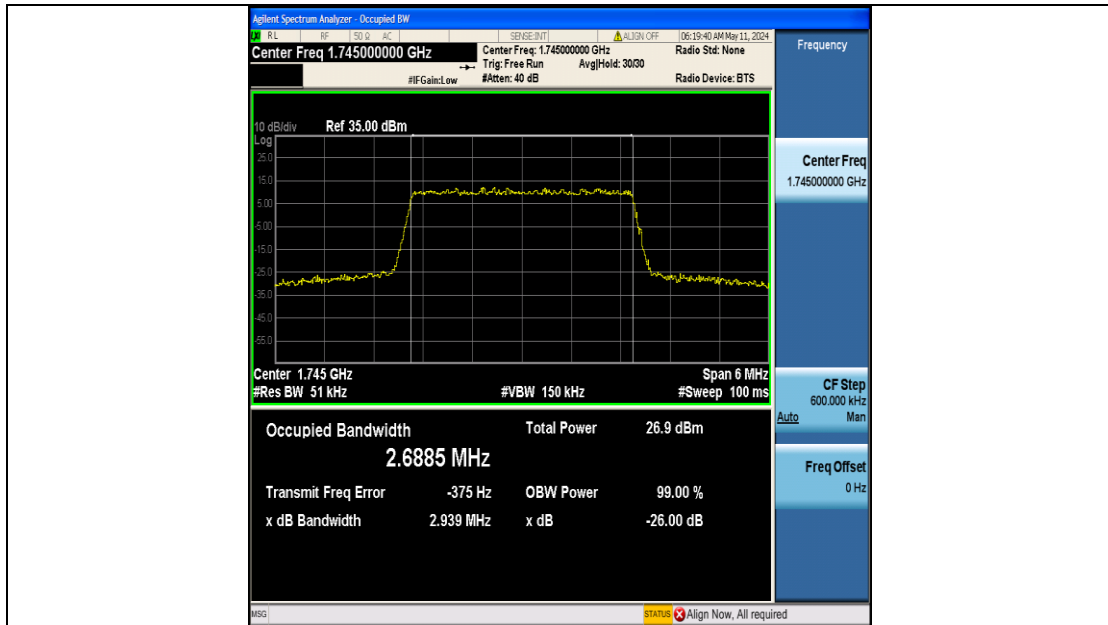 Agilent Spectrum Analyzer - Occupied BW
RL RF 50 Ω AC SENSE:INT ALIGN OFF 06:19:40 AM May 11, 2024
Center Freq 1.745000000 GHz
Center Freq: 1.745000000 GHz
Radio Std: None
Trig: Free Run Avg|Hold: 30/30
#IFGain:Low
#Atten: 40 dB
Radio Device: BTS
Frequency
10 dB/div Ref 35.00 dBm
Log
25.0
15.0
5.00
-5.00
-15.0
-25.0
-35.0
-45.0
-55.0
Center 1.745 GHz
Span 6 MHz
#Res BW 51 kHz
#VBW 150 kHz
#Sweep 100 ms
Center Freq
1.745000000 GHz
CF Step
600.000 kHz
Auto Man
Freq Offset
0 Hz
Occupied Bandwidth
Total Power 26.9 dBm
2.6885 MHz
Transmit Freq Error -375 Hz
OBW Power 99.00 %
x dB Bandwidth 2.939 MHz
x dB -26.00 dB
MSG
STATUS Align Now, All required